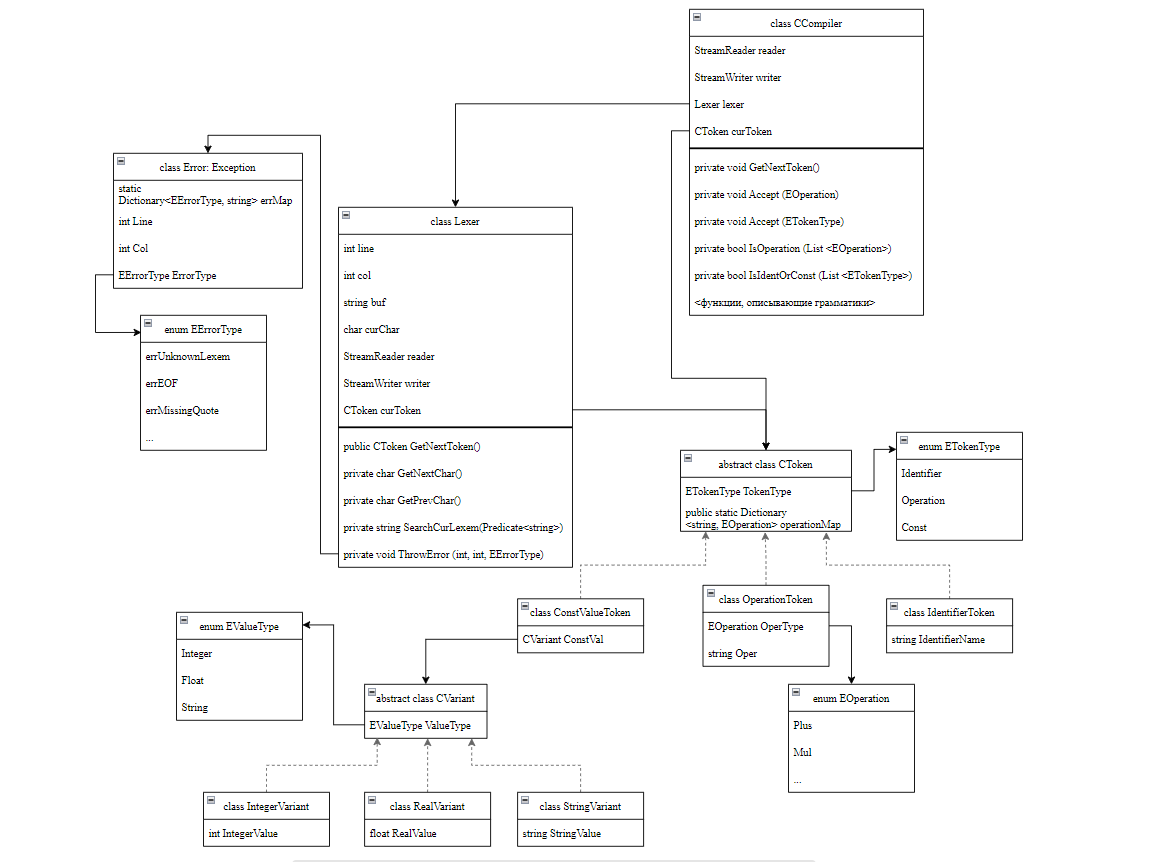 class CCompiler
StreamReader reader
StreamWriter writer
Lexer lexer
CToken curToken
private void GetNextToken()
private void Accept (EOperation)
private void Accept (ETokenType)
private bool IsOperation (List <EOperation>)
private bool IsIdentOrConst (List <ETokenType>)
<функции, описывающие грамматики>
class Error: Exception
static
Dictionary<EErrorType, string> errMap
int Line
int Col
EErrorType ErrorType
enum EErrorType
errUnknownLexem
errEOF
errMissingQuote
...
class Lexer
int line
int col
string buf
char curChar
StreamReader reader
StreamWriter writer
CToken curToken
public CToken GetNextToken()
private char GetNextChar()
private char GetPrevChar()
private string SearchCurLexem(Predicate<string>)
private void ThrowError (int, int, EErrorType)
abstract class CToken
ETokenType TokenType
public static Dictionary
<string, EOperation> operationMap
enum ETokenType
Identifier
Operation
Const
class ConstValueToken
CVariant ConstVal
class OperationToken
EOperation OperType
string Oper
class IdentifierToken
string IdentifierName
enum EValueType
Integer
Float
String
abstract class CVariant
EValueType ValueType
enum EOperation
Plus
Mul
...
class IntegerVariant
int IntegerValue
class RealVariant
float RealValue
class StringVariant
string StringValue